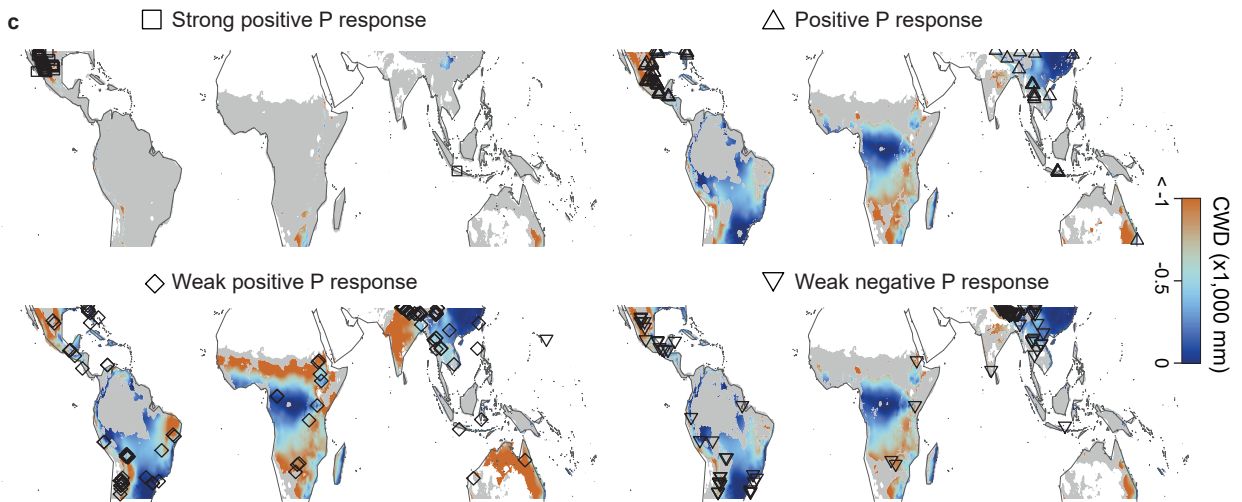 c
Strong positive P response
Positive P response
Weak positive P response
Weak negative P response
< -1
-0.5
0
CWD (x1,000 mm)